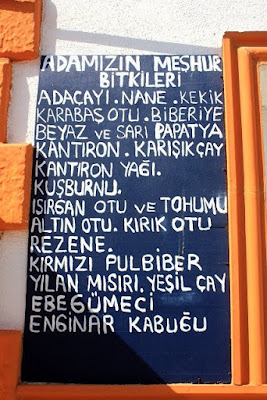 ADAMIZIN MEŞHUR
BİTKİLERİ
ADAÇAYI. NANE. KEKİK
KARABAŞ OTU. BİBERİYE
BEYAZ VE SARI PAPATYA
KANTIRON. KARIŞIK ÇAY
KANTIRON YAĞI.
KUŞBURNU.
ISIRGAN OTU VE TOHUMU
ALTIN OTU. KIRIK OTU
REZENE.
KIRMIZI PULBİBER
YILAN MISIRI. YEŞİL ÇAY
EBEGÜMECİ
ENGİNAR KABUĞU